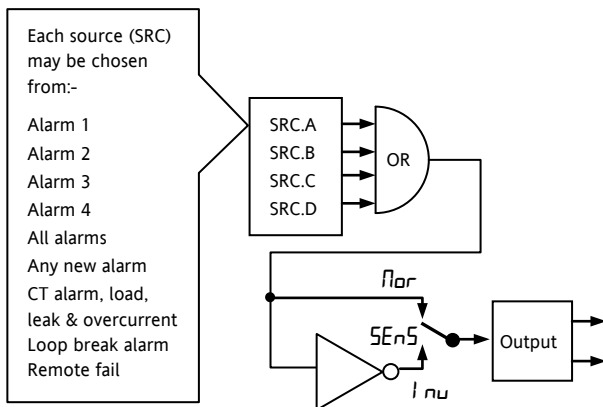 Each source (SRC)
may be chosen
from:-
Alarm 1
Alarm 2
Alarm 3
Alarm 4
All alarms
Any new alarm
CT alarm, load,
leak & overcurrent
Loop break alarm
Remote fail
SRC.A
SRC.B
SRC.C
SRC.D
OR
nor
SEnS
Inv
Output